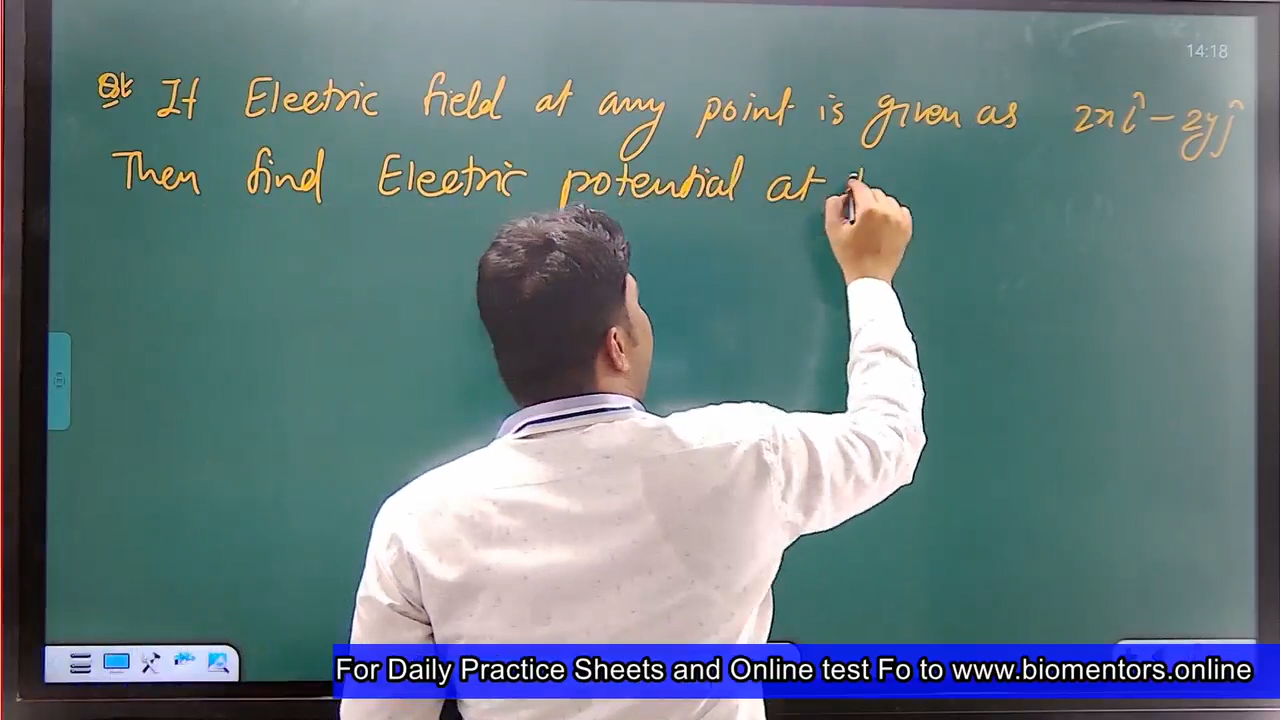 14:18
Q† If Electric field at any point is given as 2xî - 2yĵ
Then find Electric potential at
For Daily Practice Sheets and Online test Fo to www.biomentors.online